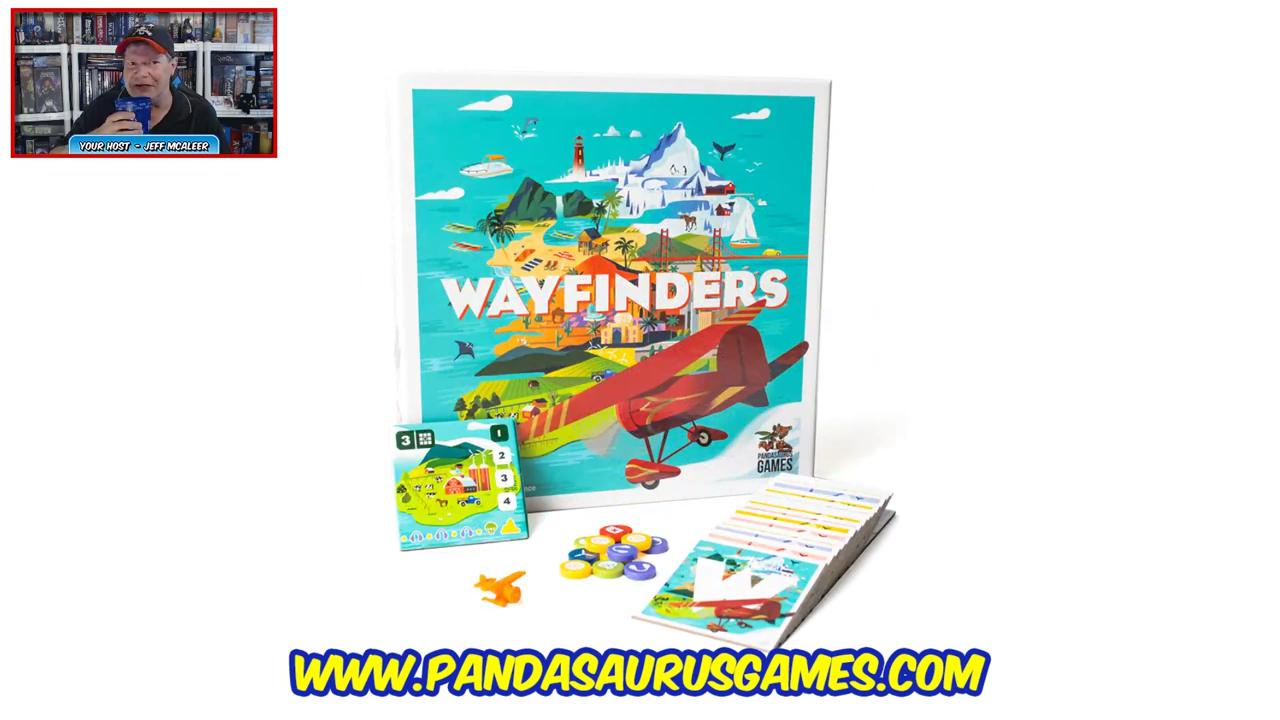 YOUR HOST - JEFF MCALEER
WAYFINDERS
PANDASAURUS
GAMES
3
1
2
3
4
W
WWW.PANDASAURUSGAMES.COM